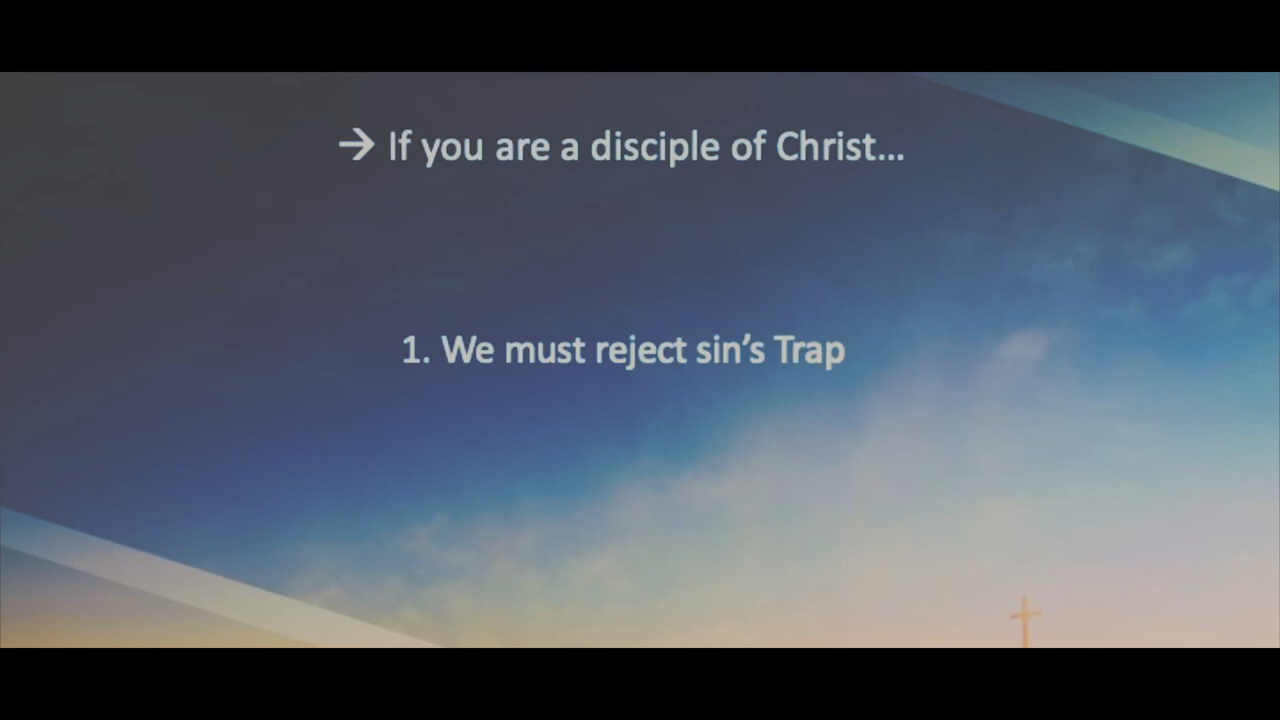 → If you are a disciple of Christ...
1. We must reject sin’s Trap